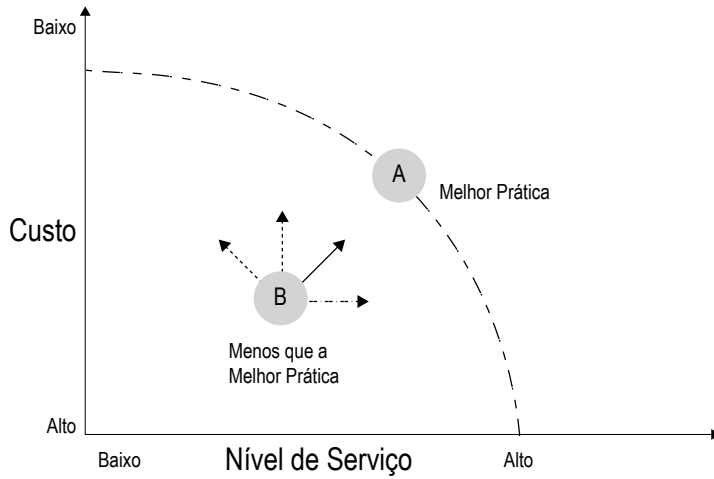 Baixo
A
Melhor Prática
Custo
B
Menos que a
Melhor Prática
Alto
Baixo
Nível de Serviço
Alto